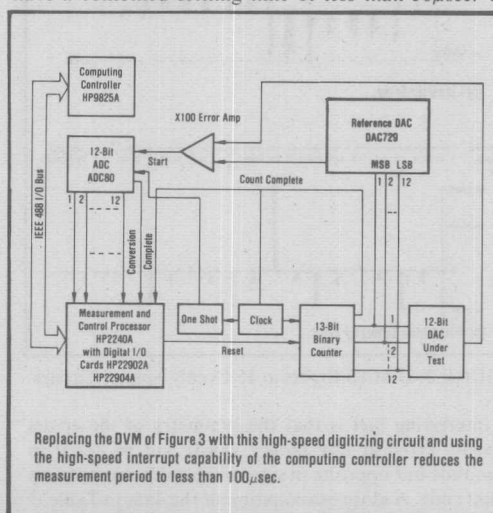 Computing
Controller
HP9825A
IEEE 488 I/O Bus
X100 Error Amp
Reference DAC
DAC729
MSB LSB
1 2 12
12-Bit
ADC
ADC80
Start
1 2 12
Conversion
Complete
Count Complete
Measurement and
Control Processor
HP2240A
with Digital I/O
Cards HP22902A
HP22904A
One Shot
Clock
Reset
13-Bit
Binary
Counter
1
2
12
12-Bit
DAC
Under
Test
Replacing the DVM of Figure 3 with this high-speed digitizing circuit and using
the high-speed interrupt capability of the computing controller reduces the
measurement period to less than 100µsec.